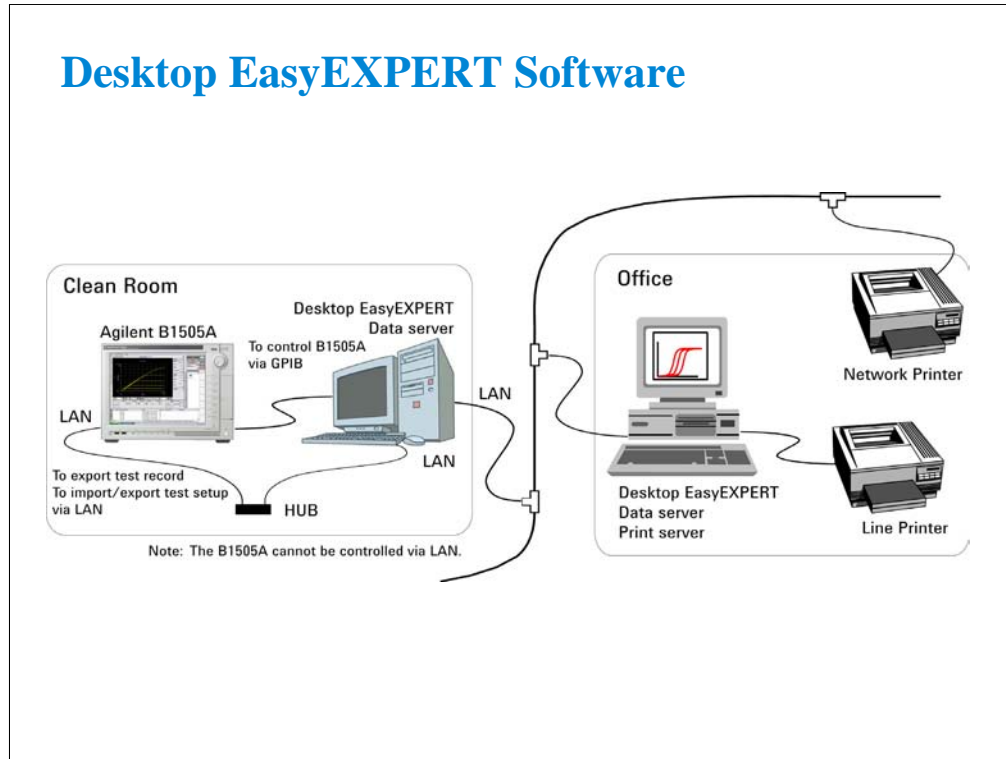 Desktop EasyEXPERT Software
Clean Room
Agilent B1505A
Desktop EasyEXPERT
Data server
To control B1505A
via GPIB
LAN
LAN
LAN
To export test record
To import/export test setup
via LAN
HUB
Note: The B1505A cannot be controlled via LAN.
Office
Network Printer
Desktop EasyEXPERT
Data server
Print server
Line Printer